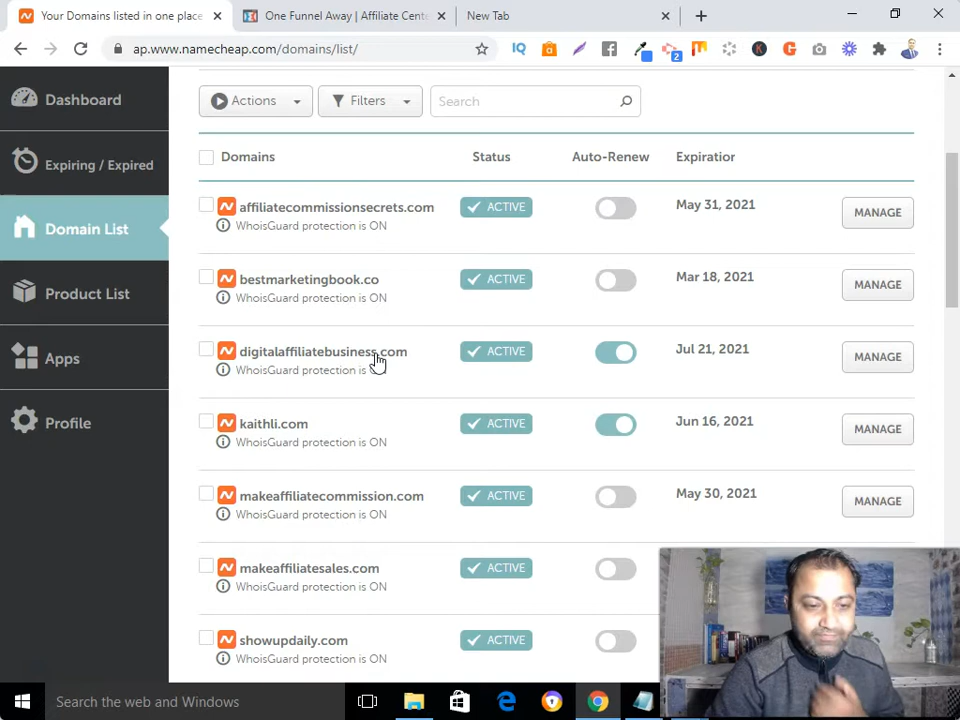 Your Domains listed in one place
One Funnel Away | Affiliate Cent
New Tab
ap.www.namecheap.com/domains/list/
Dashboard
Expiring / Expired
Domain List
Product List
Apps
Profile
Actions
Filters
Search
Domains Status Auto-Renew Expiration
affiliatecommissionsecrets.com ACTIVE May 31, 2021 MANAGE
WhoisGuard protection is ON
bestmarketingbook.co ACTIVE Mar 18, 2021 MANAGE
WhoisGuard protection is ON
digitalaffiliatebusiness.com ACTIVE Jul 21, 2021 MANAGE
WhoisGuard protection is
kaithli.com ACTIVE Jun 16, 2021 MANAGE
WhoisGuard protection is ON
makeaffiliatecommission.com ACTIVE May 30, 2021 MANAGE
WhoisGuard protection is ON
makeaffiliatesales.com ACTIVE
WhoisGuard protection is ON
showupdaily.com ACTIVE
WhoisGuard protection is ON
Search the web and Windows